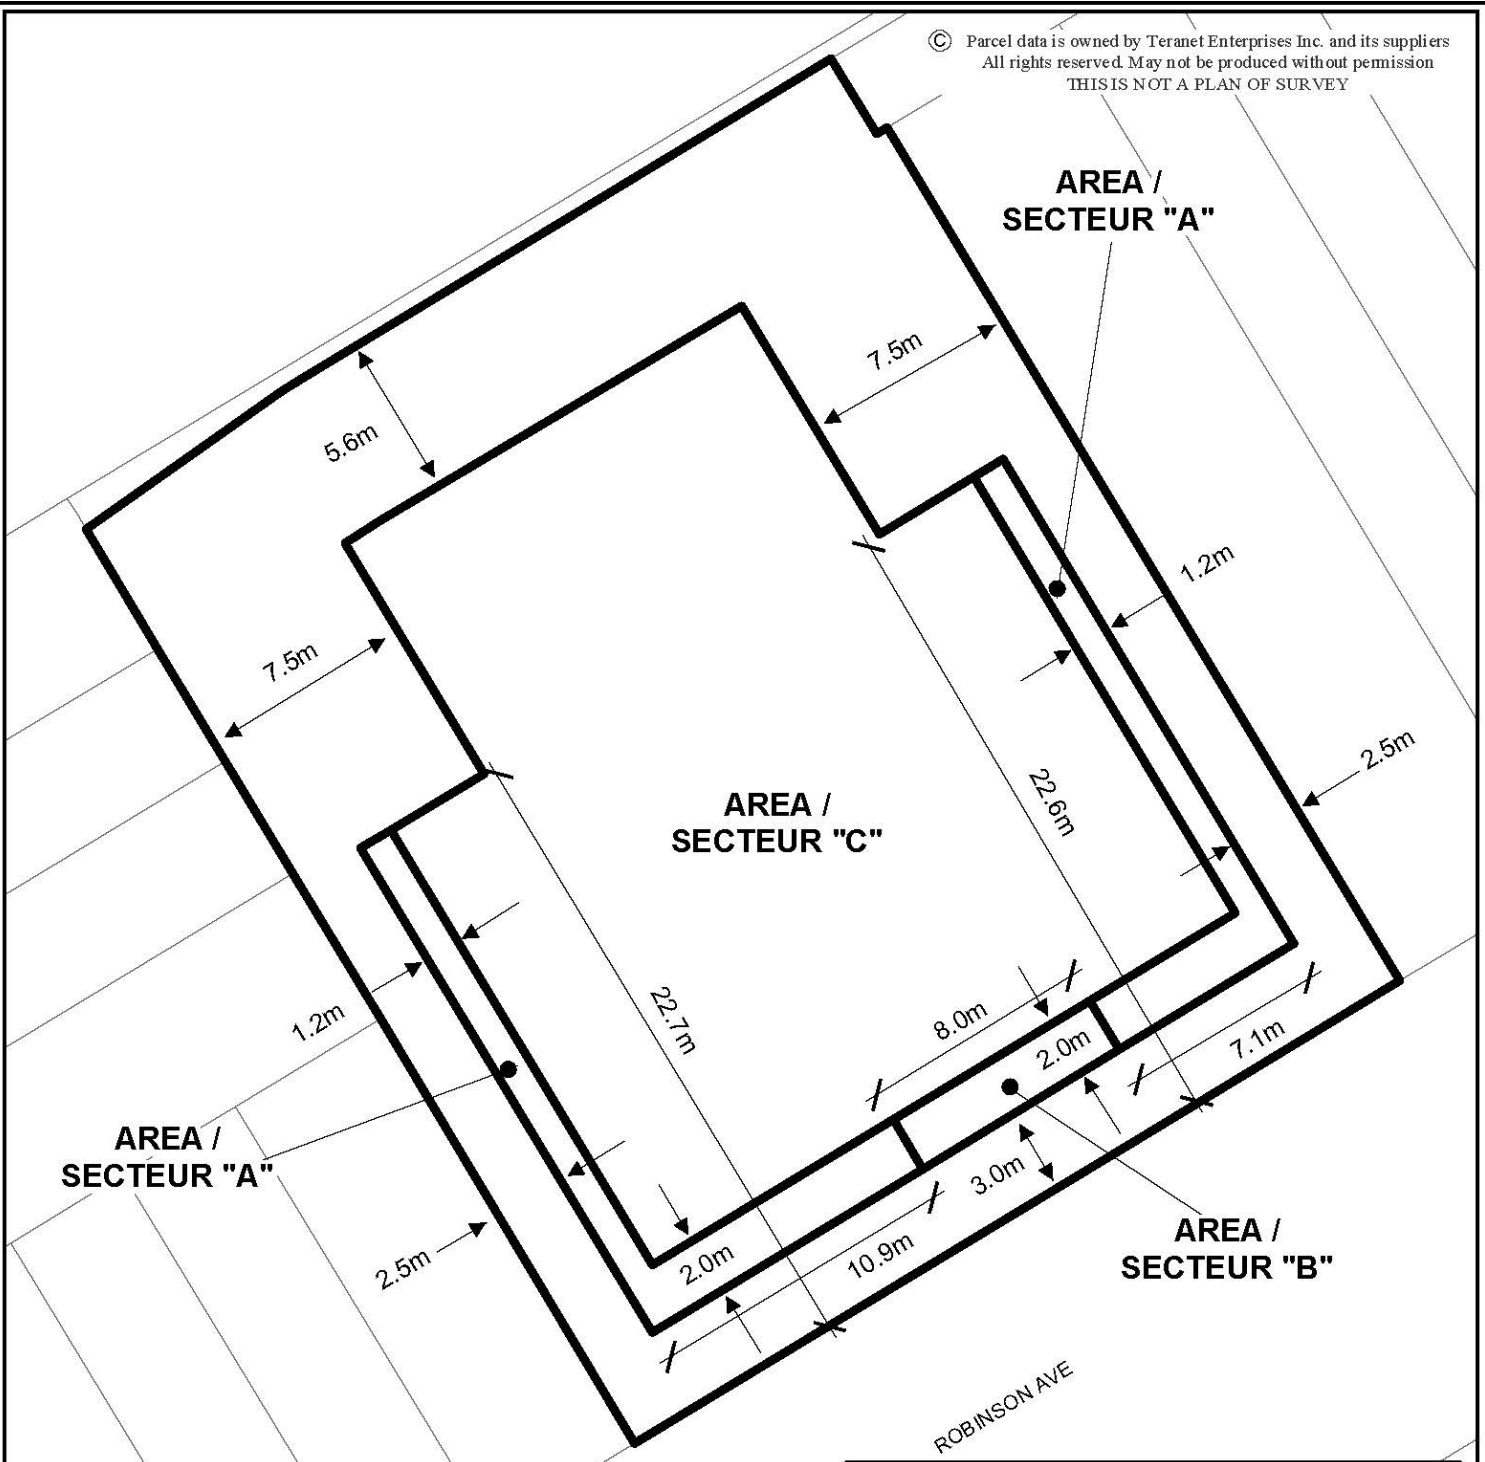 © Parcel data is owned by Teranet Enterprises Inc. and its suppliers
All rights reserved. May not be produced without permission
THIS IS NOT A PLAN OF SURVEY
AREA /
SECTEUR "A"
7.5m
5.6m
1.2m
7.5m
2.5m
22.6m
AREA /
SECTEUR "C"
22.7m
8.0m
1.2m
2.0m
7.1m
AREA /
SECTEUR "A"
3.0m
2.5m
2.0m
10.9m
AREA /
SECTEUR "B"
ROBINSON AVE